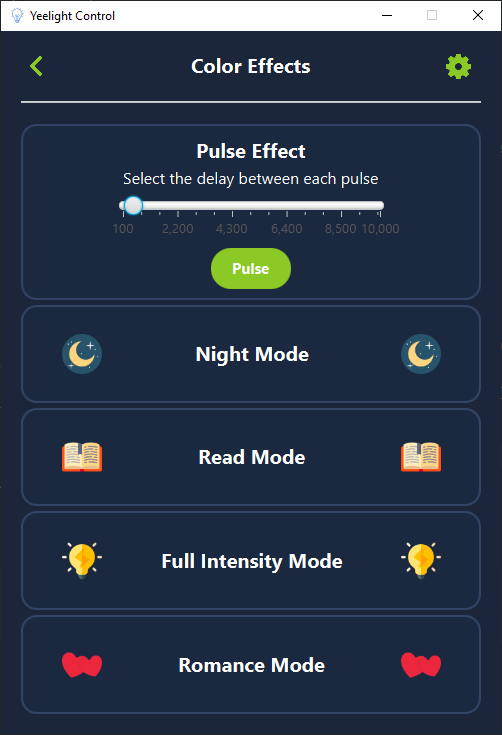 Yeelight Control
Color Effects
Pulse Effect
Select the delay between each pulse
100 2,200 4,300 6,400 8,500 10,000
Pulse
Night Mode
Read Mode
Full Intensity Mode
Romance Mode